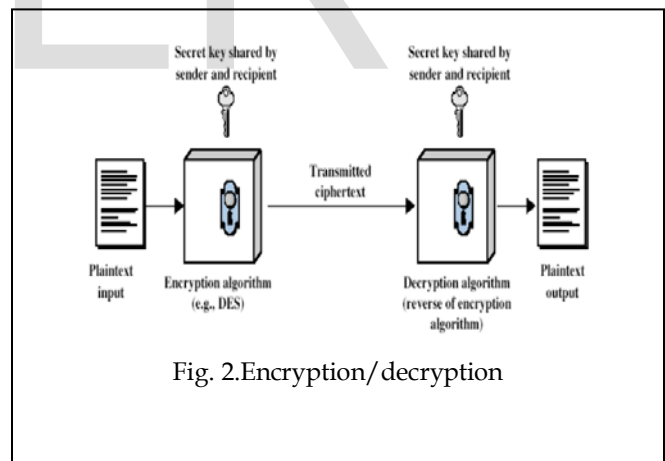 Secret key shared by
sender and recipient
Secret key shared by
sender and recipient
Transmitted
ciphertext
Plaintext
input
Encryption algorithm
(e.g., DES)
Decryption algorithm
(reverse of encryption
algorithm)
Plaintext
output
Fig. 2.Encryption/decryption